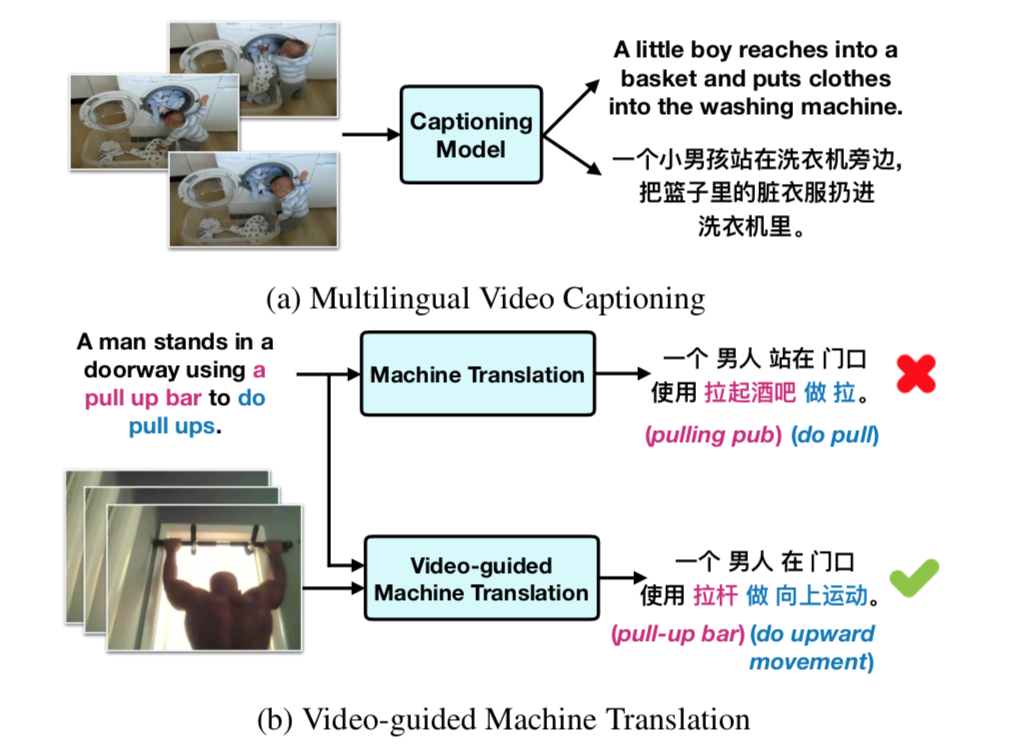 A little boy reaches into a
basket and puts clothes
into the washing machine.
Captioning
Model
一个小男孩站在洗衣机旁边,
把篮子里的脏衣服扔进
洗衣机里。
(a) Multilingual Video Captioning
A man stands in a
doorway using a
pull up bar to do
pull ups.
Machine Translation
一个 男人 站在 门口
使用 拉起酒吧 做 拉。
(pulling pub) (do pull)
Video-guided
Machine Translation
一个 男人 在 门口
使用 拉杆 做 向上运动。
(pull-up bar) (do upward
movement)
(b) Video-guided Machine Translation